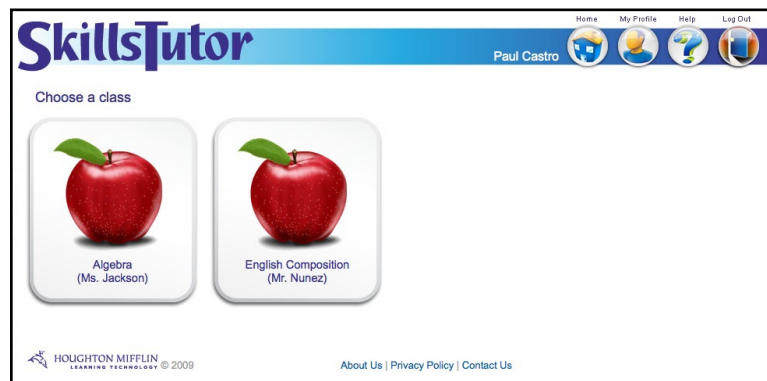 Home My Profile Help Log Out
SkillsTutor
Paul Castro
Choose a class
Algebra
(Ms. Jackson)
English Composition
(Mr. Nunez)
HOUGHTON MIFFLIN
LEARNING TECHNOLOGY © 2009
About Us | Privacy Policy | Contact Us